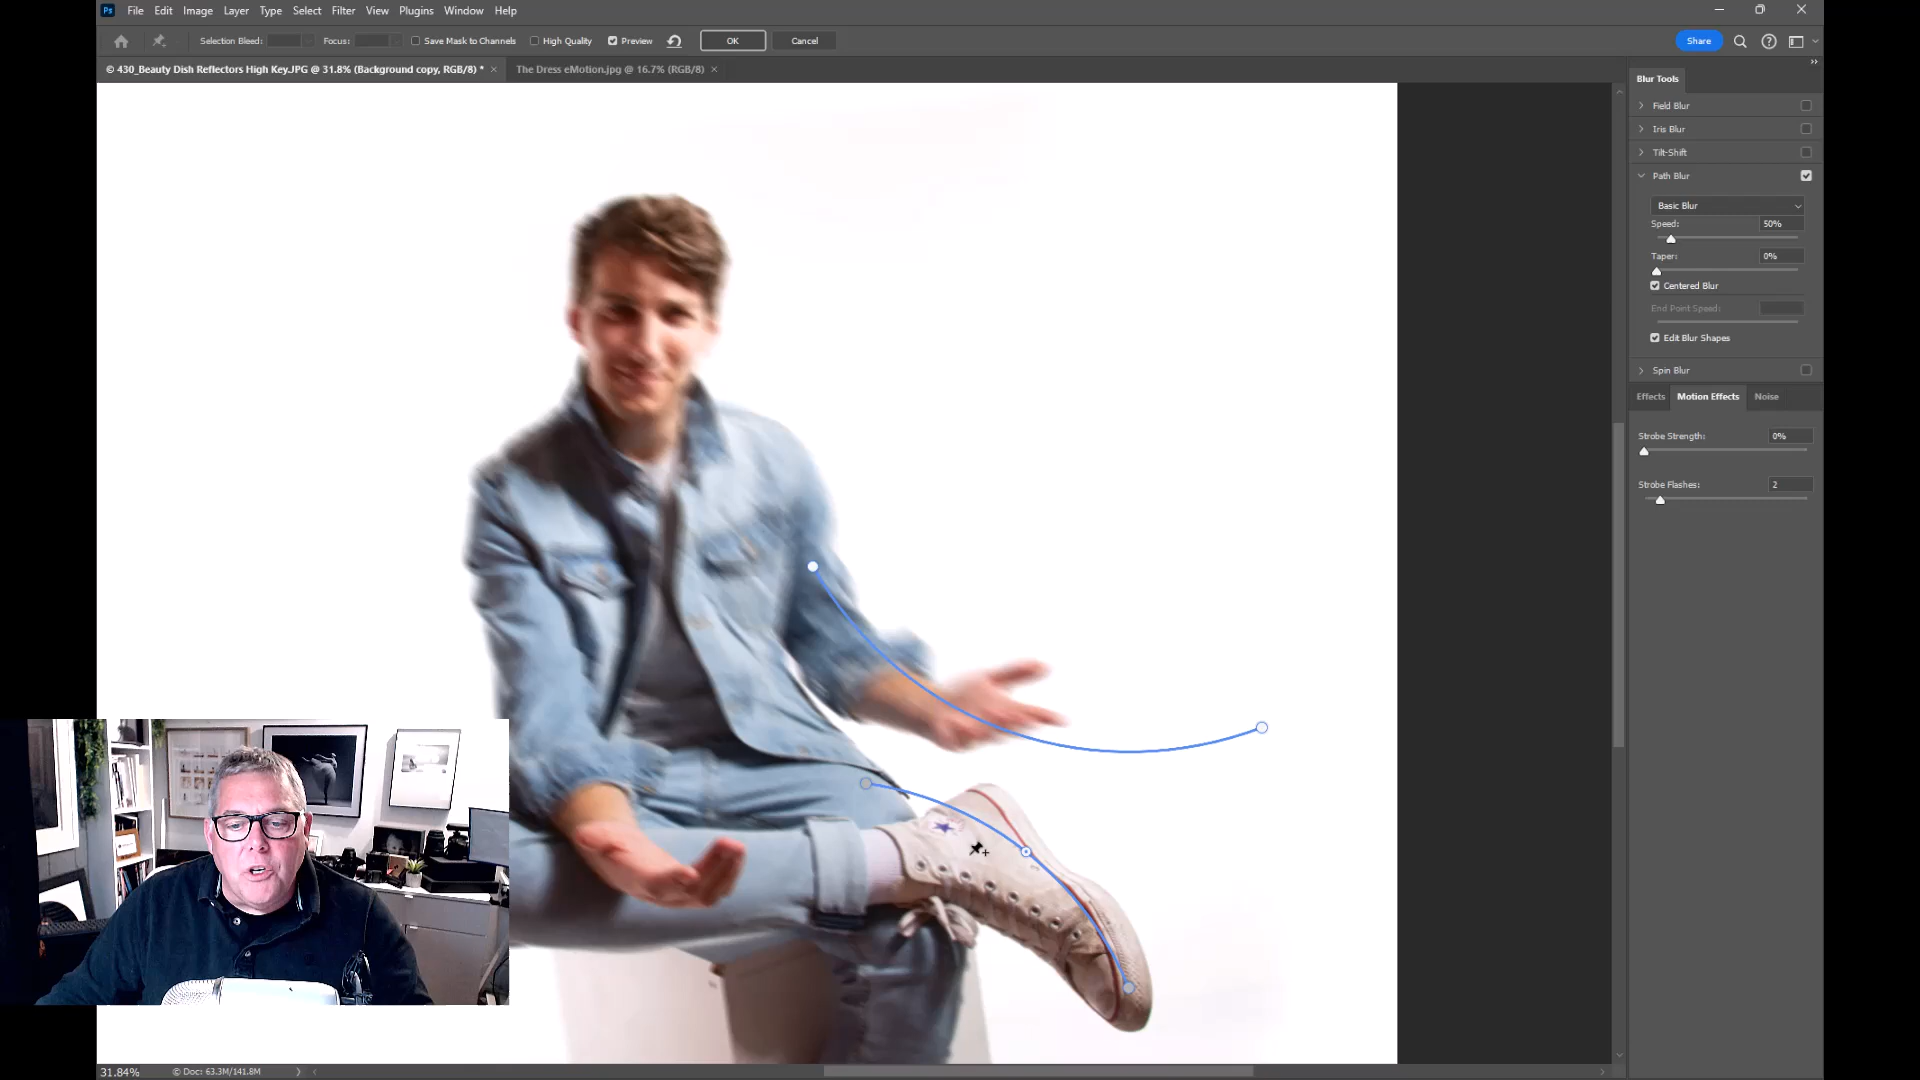 Ps File Edit Image Layer Type Select Filter View Plugins Window Help
Selection Bleed: Focus: Save Mask to Channels High Quality Preview OK Cancel Share
© 430_Beauty Dish Reflectors High Key.JPG @ 31.8% (Background copy, RGB/8) * × The Dress eMotion.jpg @ 16.7% (RGB/8) ×
Blur Tools
Field Blur
Iris Blur
Tilt-Shift
Path Blur
Basic Blur
Speed: 50%
Taper: 0%
Centered Blur
End Point Speed:
Edit Blur Shapes
Spin Blur
Effects Motion Effects Noise
Strobe Strength: 0%
Strobe Flashes: 2
31.84% © Doc: 63.3M/141.8M